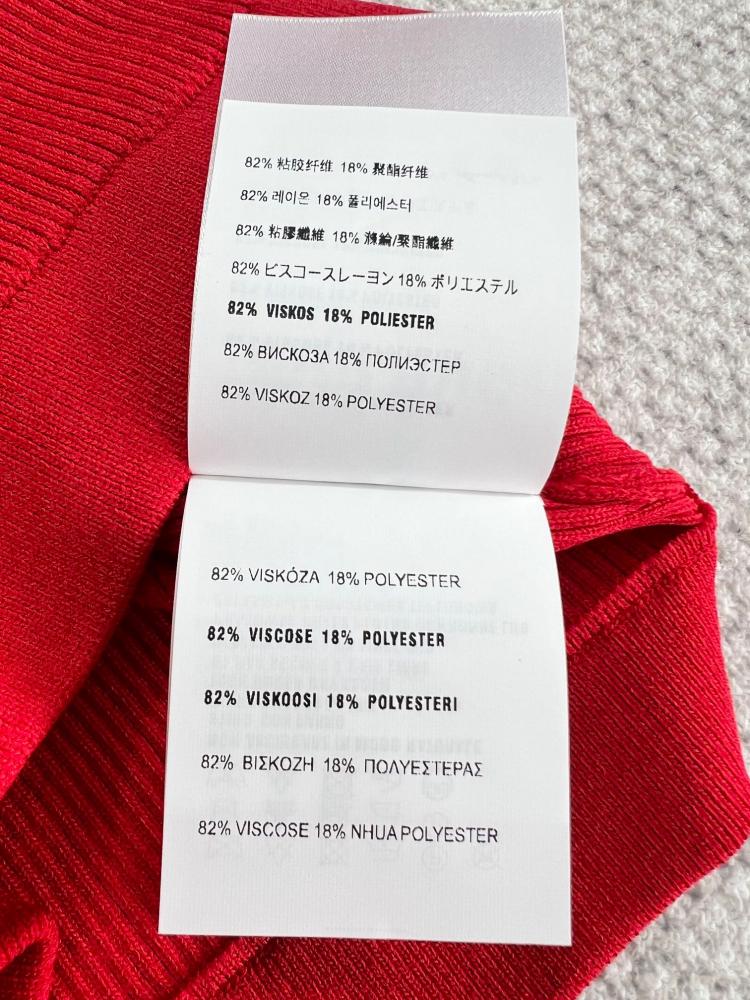 82% 粘胶纤维 18% 聚酯纤维
82% 레이온 18% 폴리에스터
82% 粘膠纖維 18% 滌綸/聚酯纖維
82% ビスコースレーヨン 18% ポリエステル
82% VISKOS 18% POLIESTER
82% ВИСКОЗА 18% ПОЛИЭСТЕР
82% VISKOZ 18% POLYESTER
82% VISKÓZA 18% POLYESTER
82% VISCOSE 18% POLYESTER
82% VISKOOSI 18% POLYESTERI
82% ΒΙΣΚΟΖΗ 18% ΠΟΛΥΕΣΤΕΡΑΣ
82% VISCOSE 18% NHUA POLYESTER